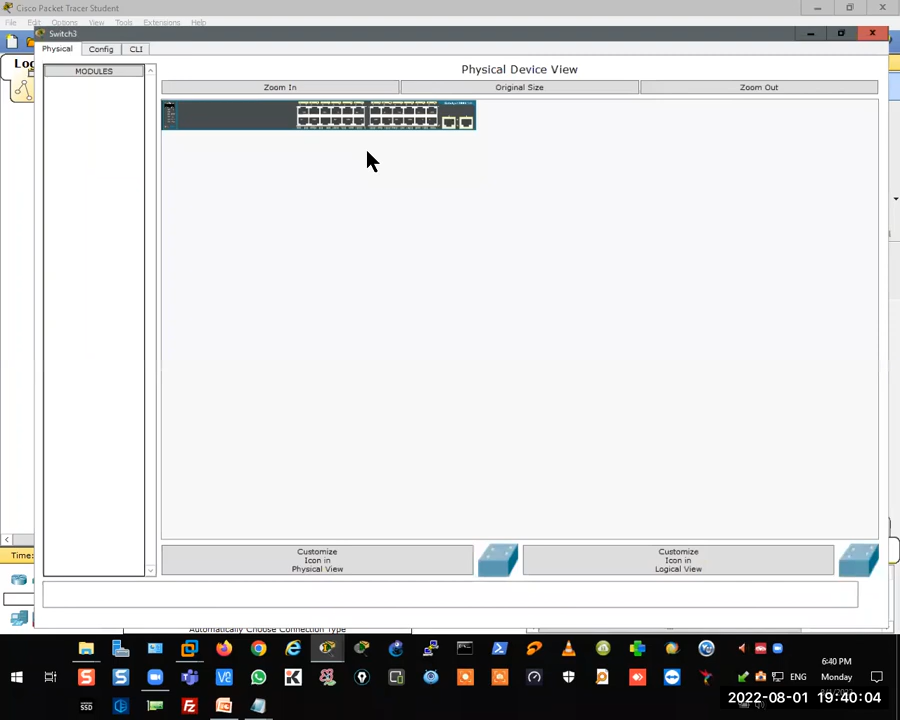 Cisco Packet Tracer Student
File Edit Options View Tools Extensions Help
Switch3
Physical Config CLI
Log
MODULES
Physical Device View
Zoom In Original Size Zoom Out
Customize
Icon in
Physical View
Customize
Icon in
Logical View
Time:
Automatically Choose Connection Type
6:40 PM
ENG Monday
SSD
2022-08-01 19:40:04